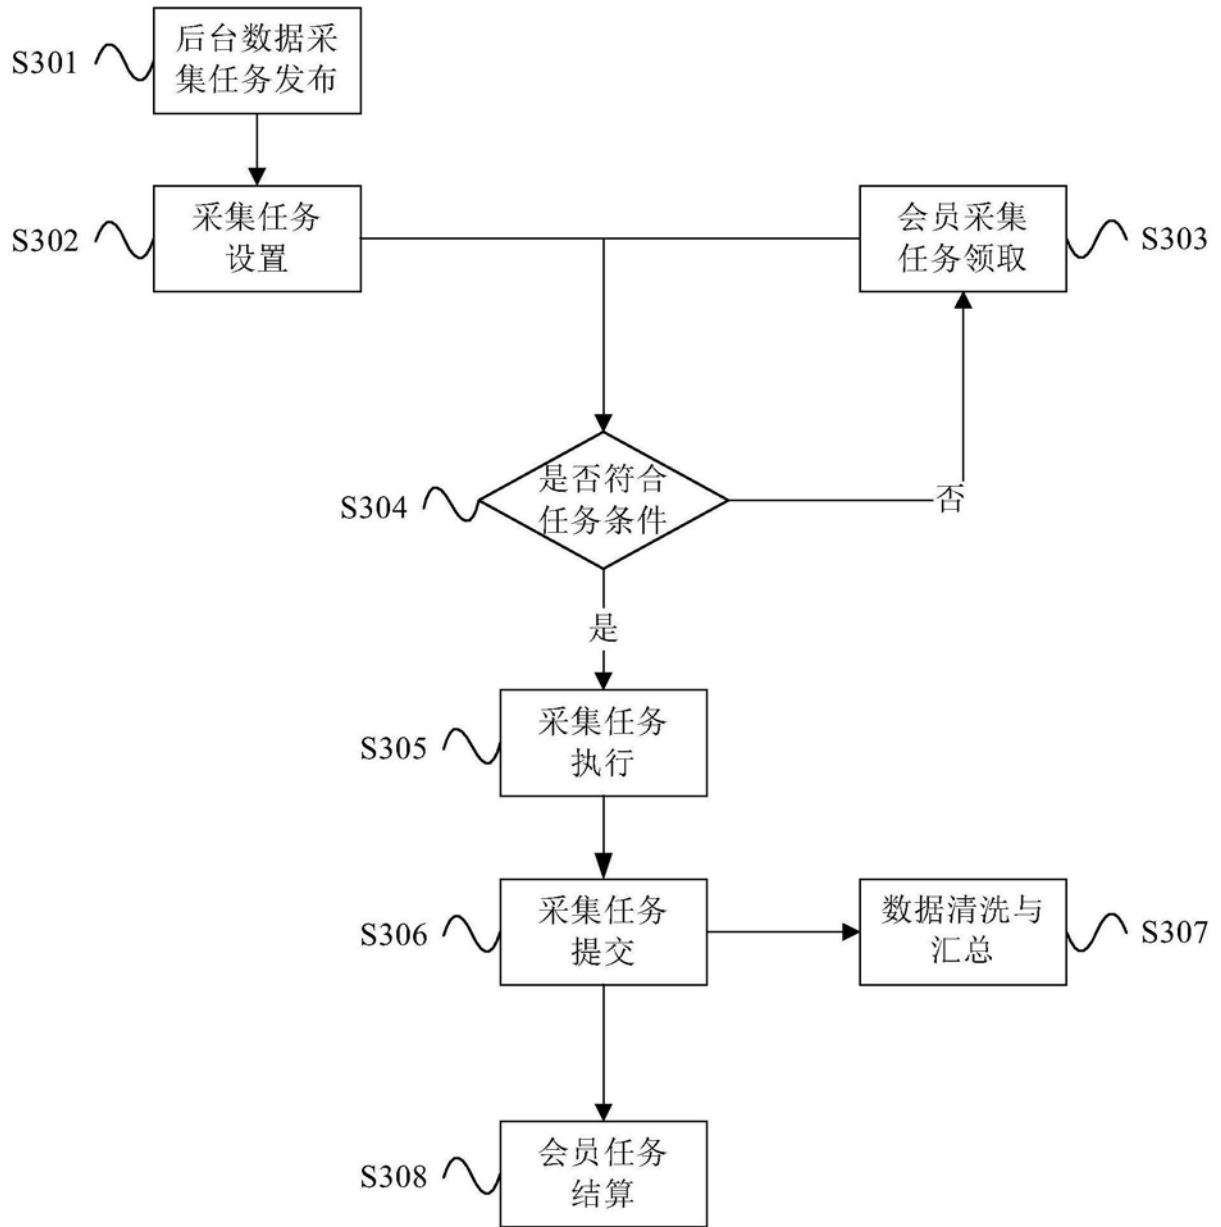 后台数据采
集任务发布
S301
采集任务
设置
S302
会员采集
任务领取
S303
是否符合
任务条件
S304
否
是
采集任务
执行
S305
采集任务
提交
S306
数据清洗与
汇总
S307
会员任务
结算
S308